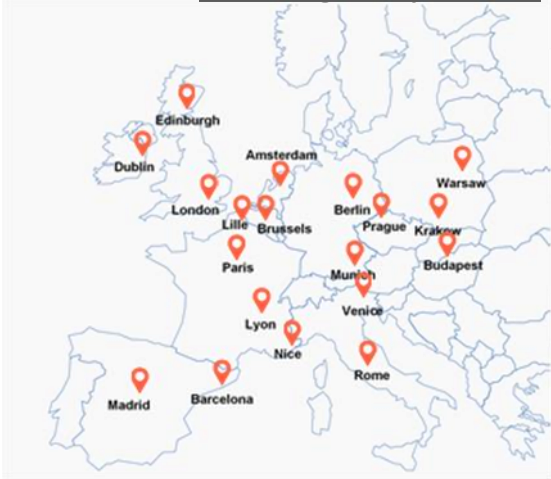 Edinburgh
Dublin
Amsterdam
London
Lille
Brussels
Berlin
Warsaw
Prague
Krakow
Paris
Munich
Budapest
Lyon
Venice
Nice
Rome
Madrid
Barcelona